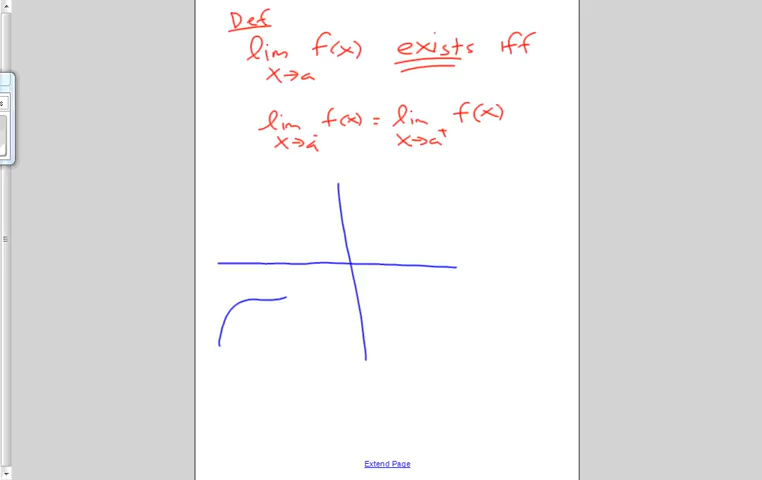 Def
lim f(x) exists iff
x→a
lim f(x) = lim f(x)
x→a⁻ x→a⁺
Extend Page